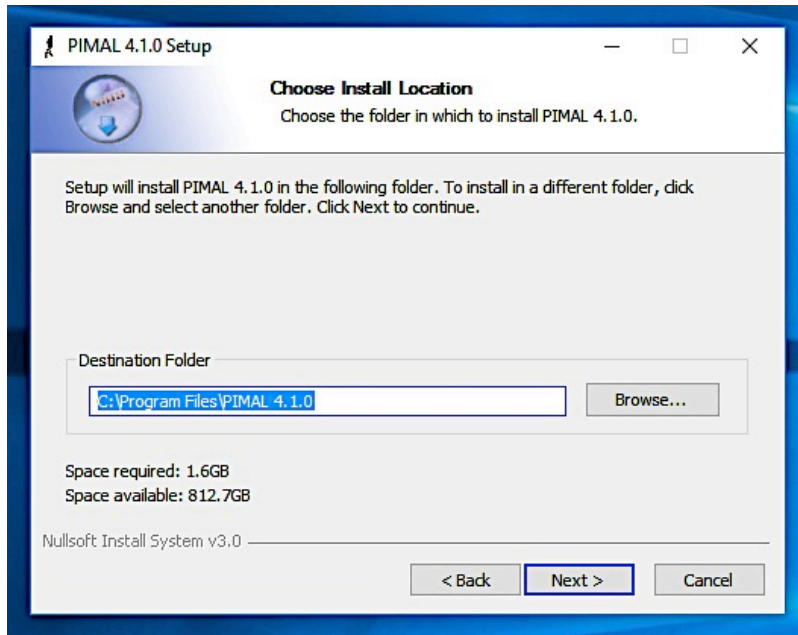 PIMAL 4.1.0 Setup
Choose Install Location
Choose the folder in which to install PIMAL 4.1.0.
Setup will install PIMAL 4.1.0 in the following folder. To install in a different folder, click
Browse and select another folder. Click Next to continue.
Destination Folder
C:\Program Files\PIMAL 4.1.0
Browse...
Space required: 1.6GB
Space available: 812.7GB
Nullsoft Install System v3.0
< Back
Next >
Cancel